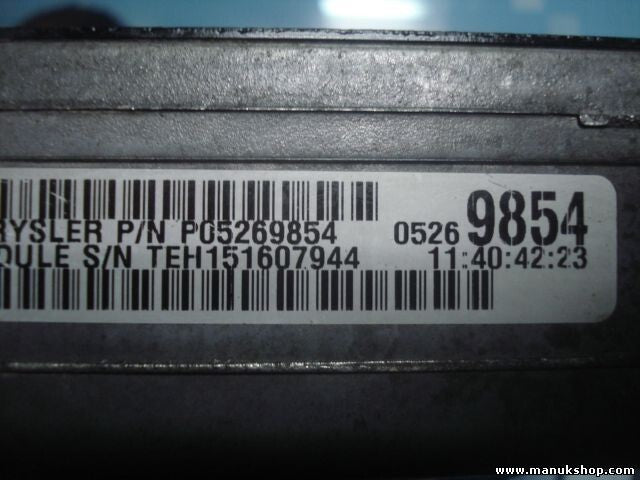 RYSLER P/N P05269854 0526 9854
DULE S/N TEH151607944 11:40:42:23
www.manukshop.com